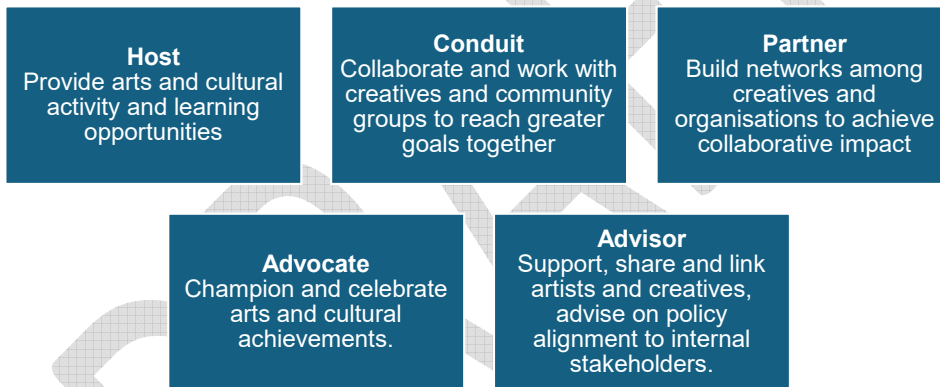 Host
Provide arts and cultural
activity and learning
opportunities
Conduit
Collaborate and work with
creatives and community
groups to reach greater
goals together
Partner
Build networks among
creatives and
organisations to achieve
collaborative impact
Advocate
Champion and celebrate
arts and cultural
achievements.
Advisor
Support, share and link
artists and creatives,
advise on policy
alignment to internal
stakeholders.